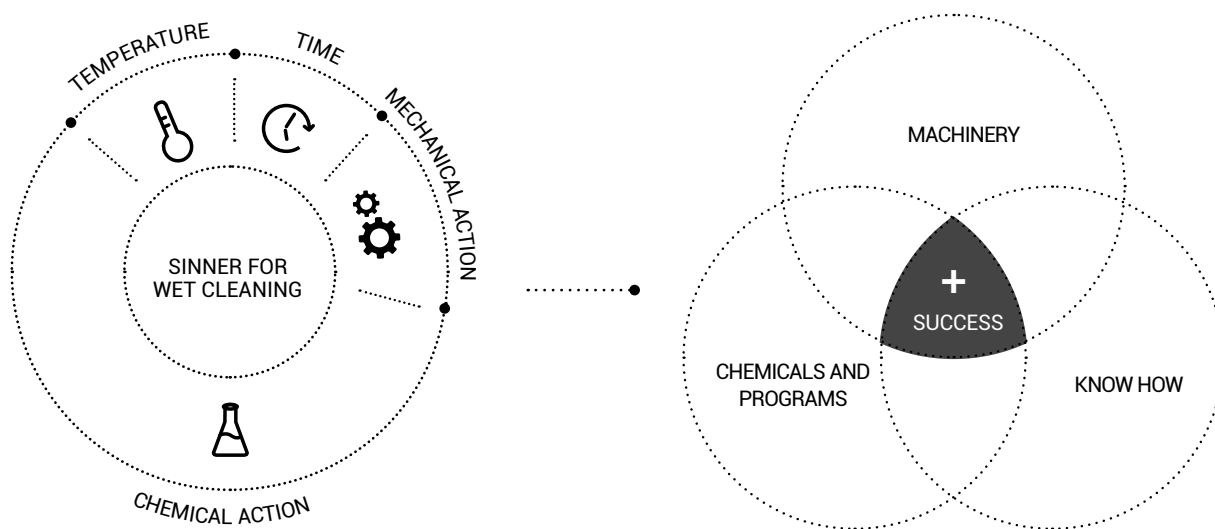 TEMPERATURE
TIME
MECHANICAL ACTION
SINNER FOR
WET CLEANING
CHEMICAL ACTION
MACHINERY
+
SUCCESS
CHEMICALS AND
PROGRAMS
KNOW HOW